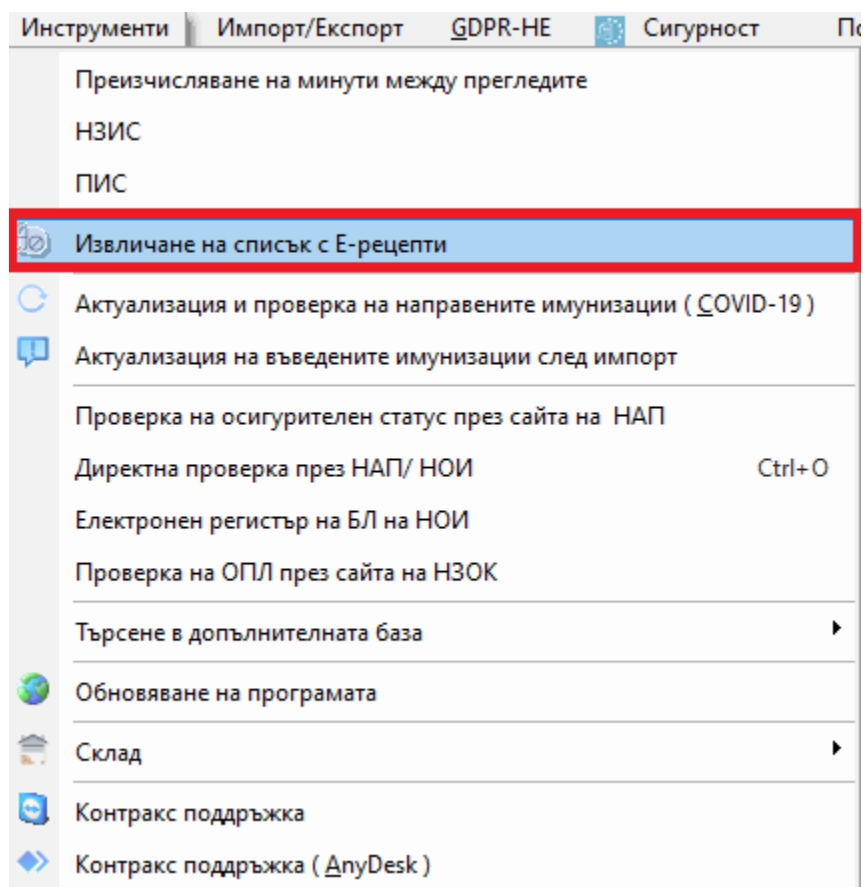 Инструменти Импорт/Експорт GDPR-НЕ Сигурност
Преизчисляване на минути между прегледите
НЗИС
ПИС
Извличане на списък с Е-рецепти
Актуализация и проверка на направените имунизации ( COVID-19 )
Актуализация на въведените имунизации след импорт
Проверка на осигурителен статус през сайта на НАП
Директна проверка през НАП/ НОИ Ctrl+O
Електронен регистър на БЛ на НОИ
Проверка на ОПЛ през сайта на НЗОК
Търсене в допълнителната база
Обновяване на програмата
Склад
Контракс поддръжка
Контракс поддръжка ( AnyDesk )